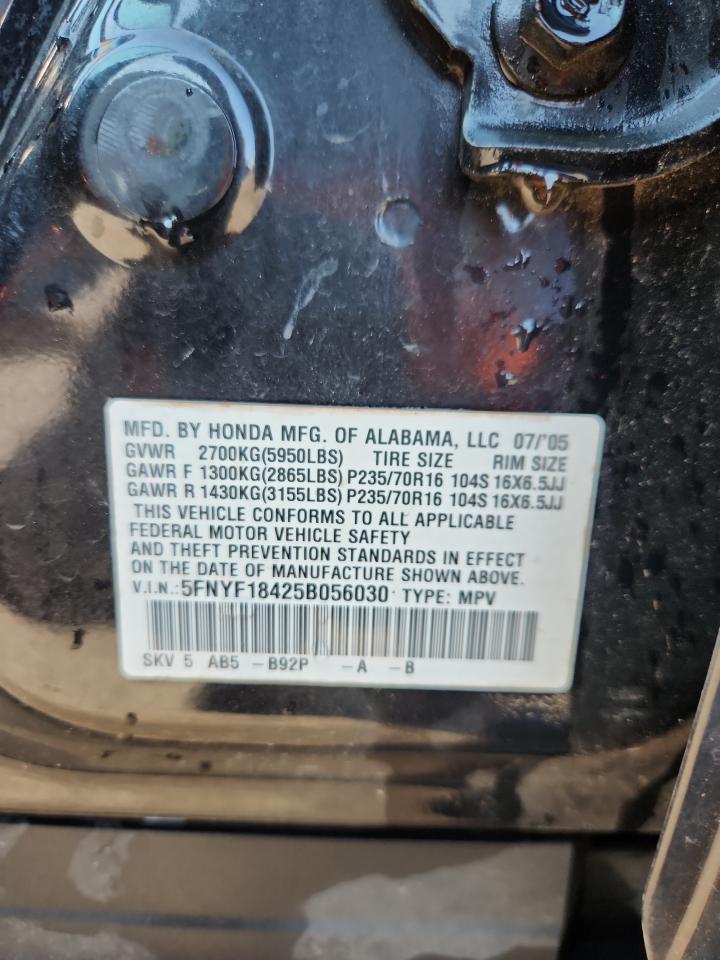 MFD. BY HONDA MFG. OF ALABAMA, LLC 07/'05
GVWR 2700KG(5950LBS) TIRE SIZE RIM SIZE
GAWR F 1300KG(2865LBS) P235/70R16 104S 16X6.5JJ
GAWR R 1430KG(3155LBS) P235/70R16 104S 16X6.5JJ
THIS VEHICLE CONFORMS TO ALL APPLICABLE
FEDERAL MOTOR VEHICLE SAFETY
AND THEFT PREVENTION STANDARDS IN EFFECT
ON THE DATE OF MANUFACTURE SHOWN ABOVE.
V.I.N.: 5FNYF18425B056030 TYPE: MPV
SKV 5 AB5 -B92P -A -B